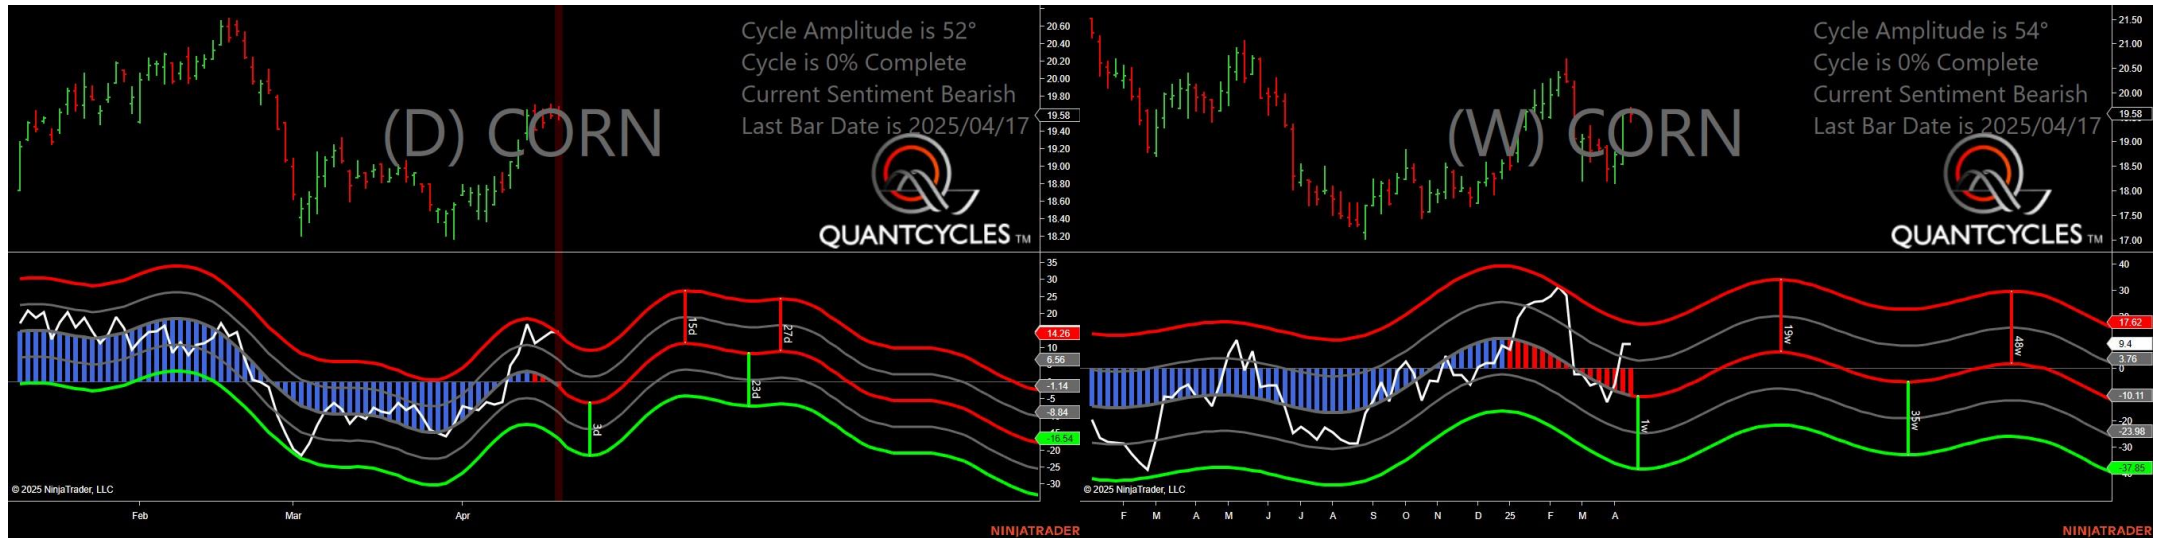 Cycle Amplitude is 52°
Cycle is 0% Complete
Current Sentiment Bearish
Last Bar Date is 2025/04/17
(D) CORN
QUANTCYCLES TM
20.60
20.40
20.20
20.00
19.80
19.58
19.40
19.20
19.00
18.80
18.60
18.40
18.20
35
30
25
20
14.26
10
6.56
-1.14
-5
-8.84
-16.54
-20
-25
-30
15d
27d
23d
3d
© 2025 NinjaTrader, LLC
Feb
Mar
Apr
NINJATRADER
Cycle Amplitude is 54°
Cycle is 0% Complete
Current Sentiment Bearish
Last Bar Date is 2025/04/17
(W) CORN
QUANTCYCLES TM
21.50
21.00
20.50
20.00
19.58
19.00
18.50
18.00
17.50
17.00
40
30
17.62
9.4
3.76
0
-10.11
-20
-23.98
-30
-37.85
19w
48w
1w
35w
© 2025 NinjaTrader, LLC
F
M
A
M
J
J
A
S
O
N
D
25
F
M
A
NINJATRADER